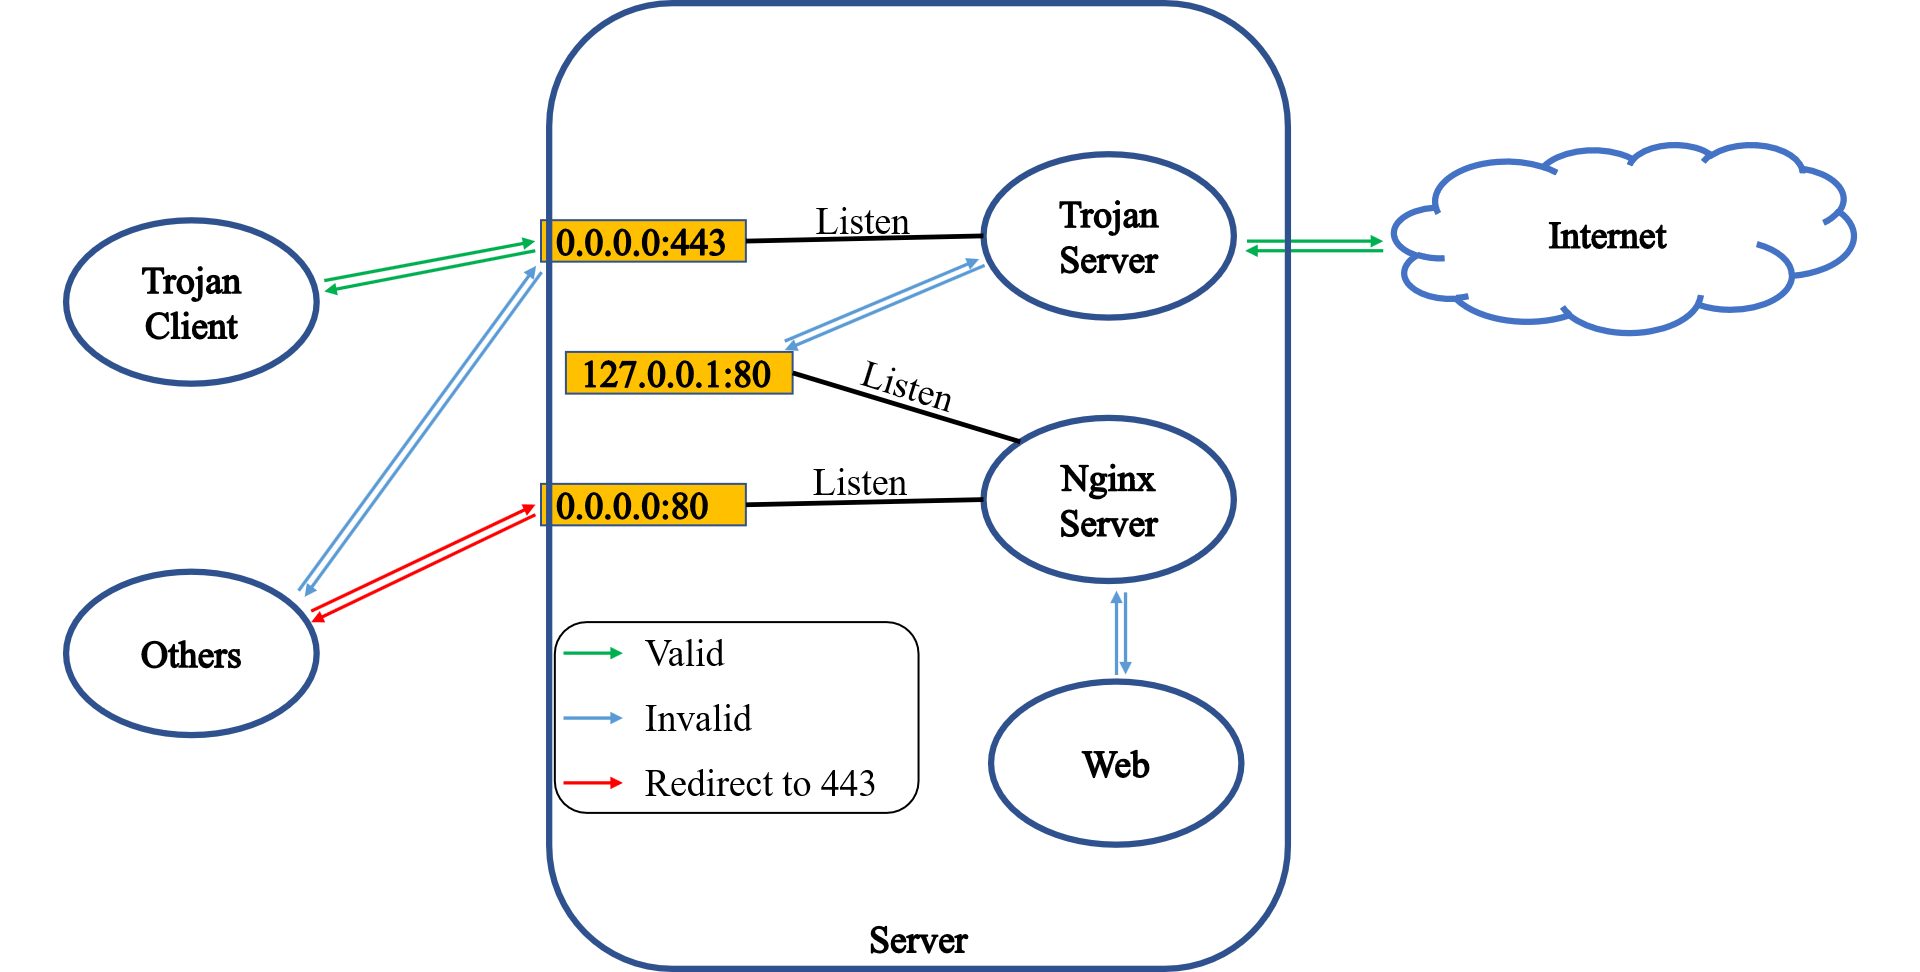 Trojan
Client
Others
0.0.0.0:443
Listen
Trojan
Server
Internet
127.0.0.1:80
Listen
0.0.0.0:80
Listen
Nginx
Server
Valid
Invalid
Redirect to 443
Web
Server